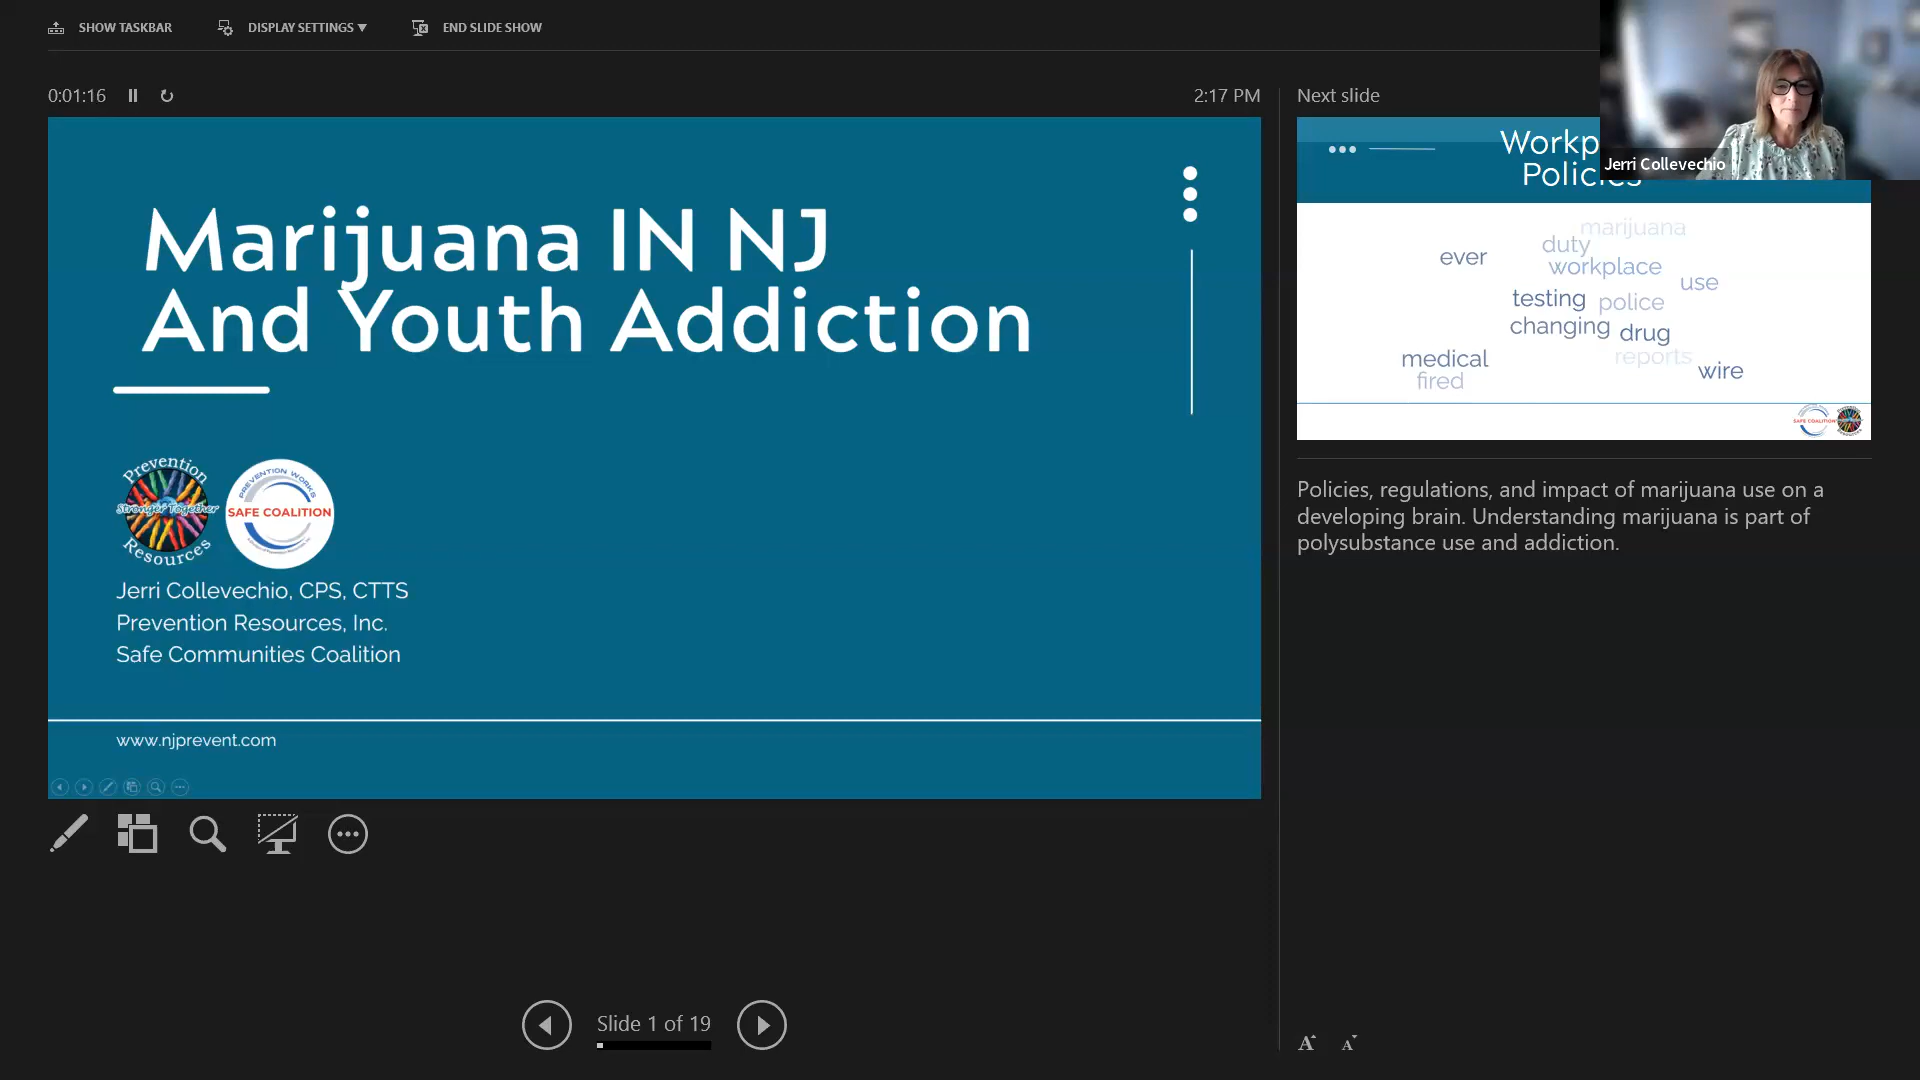 SHOW TASKBAR
DISPLAY SETTINGS
END SLIDE SHOW
0:01:16
2:17 PM
Marijuana IN NJ
And Youth Addiction
Prevention
Stronger Together
Resources
PREVENTION WORKS
SAFE COALITION
Jerri Collevechio, CPS, CTTS
Prevention Resources, Inc.
Safe Communities Coalition
www.njprevent.com
Slide 1 of 19
Next slide
Jerri Collevechio
Policies
marijuana
duty
ever
workplace
use
testing
police
changing
drug
medical
reports
wire
fired
SAFE COALITION
Policies, regulations, and impact of marijuana use on a
developing brain. Understanding marijuana is part of
polysubstance use and addiction.
A
A